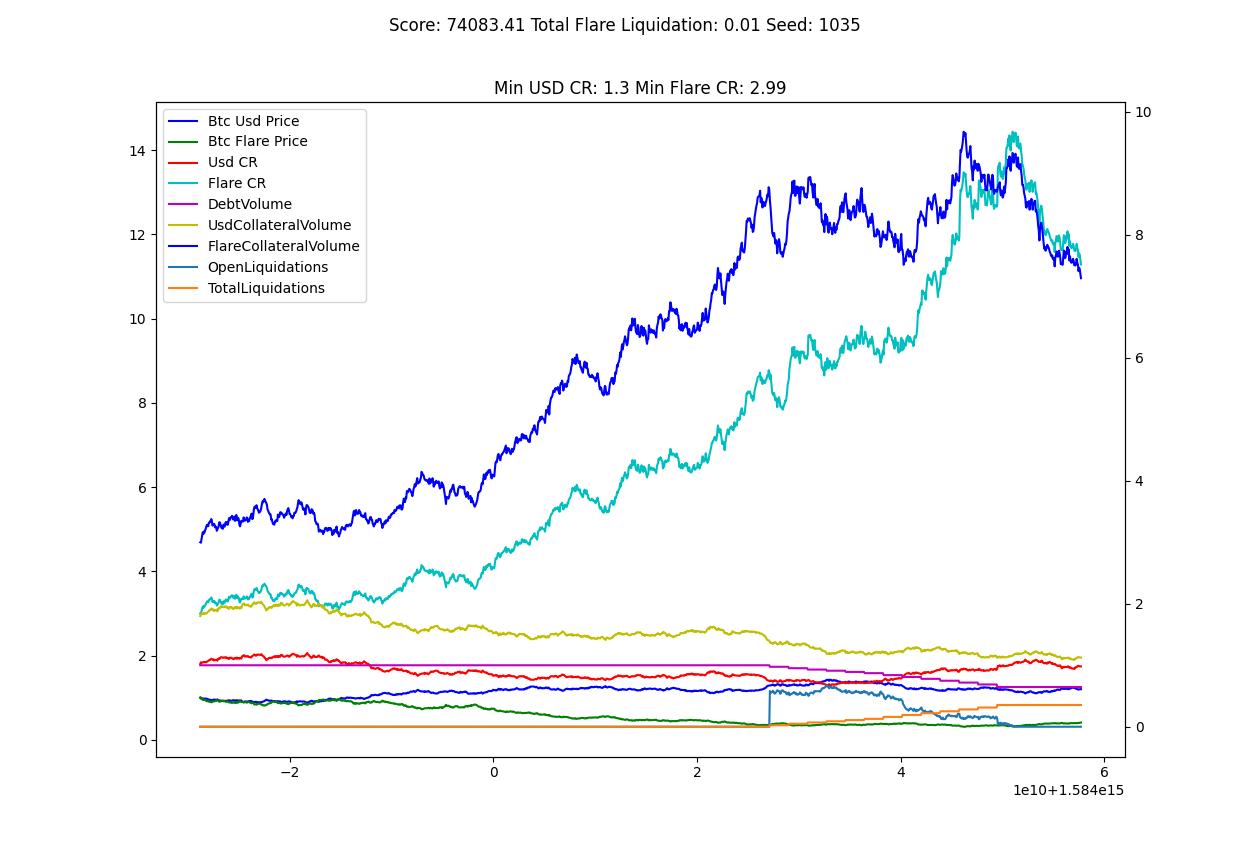 Score: 74083.41 Total Flare Liquidation: 0.01 Seed: 1035
Min USD CR: 1.3 Min Flare CR: 2.99
Btc Usd Price
Btc Flare Price
Usd CR
Flare CR
DebtVolume
UsdCollateralVolume
FlareCollateralVolume
OpenLiquidations
TotalLiquidations
14
12
10
8
6
4
2
0
10
8
6
4
2
0
−2
0
2
4
6
1e10+1.584e15